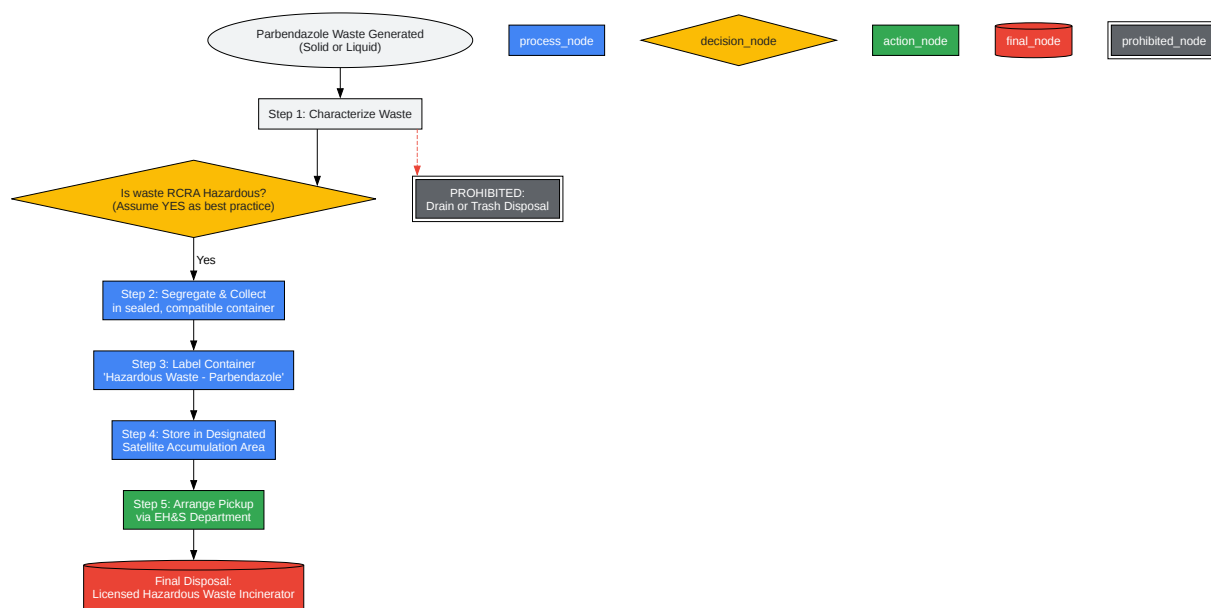 Parbendazole Waste Generated
(Solid or Liquid)
process_node
decision_node
action_node
final_node
prohibited_node
Step 1: Characterize Waste
Is waste RCRA Hazardous?
(Assume YES as best practice)
PROHIBITED:
Drain or Trash Disposal
Yes
Step 2: Segregate & Collect
in sealed, compatible container
Step 3: Label Container
'Hazardous Waste - Parbendazole'
Step 4: Store in Designated
Satellite Accumulation Area
Step 5: Arrange Pickup
via EH&S Department
Final Disposal:
Licensed Hazardous Waste Incinerator